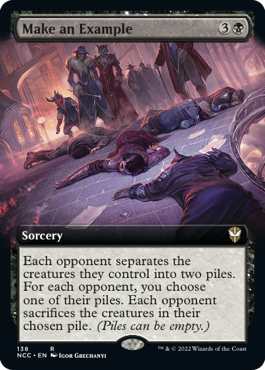 Make an Example 3
Sorcery
Each opponent separates the
creatures they control into two piles.
For each opponent, you choose
one of their piles. Each opponent
sacrifices the creatures in their
chosen pile. (Piles can be empty.)
138 R
NCC • EN IGOR GRECHANYI
™ & © 2022 Wizards of the Coast